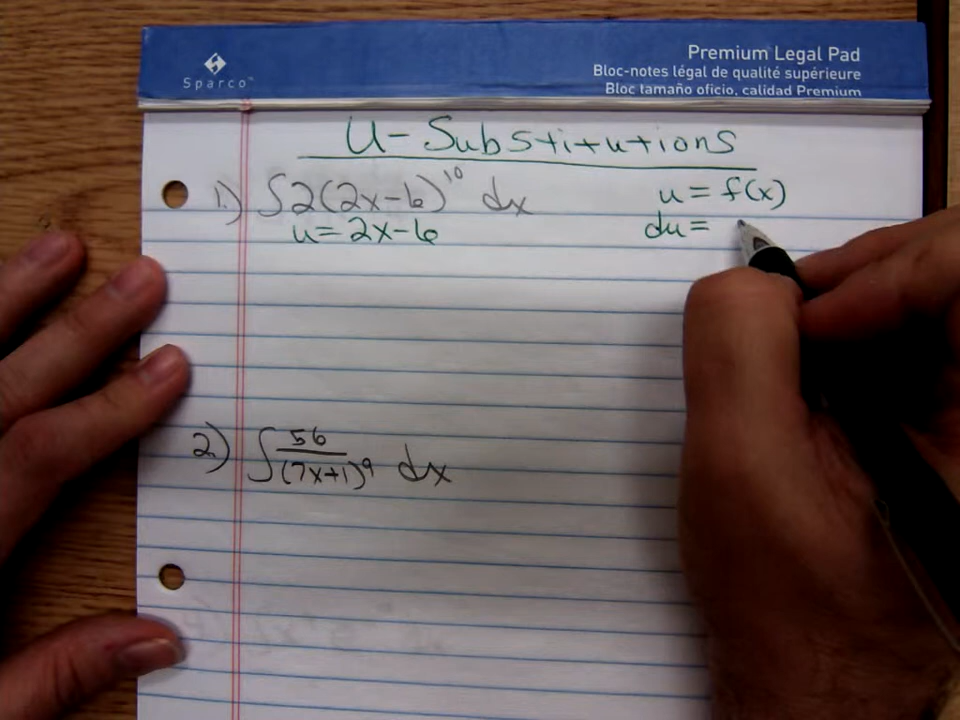 Sparco
Premium Legal Pad
Bloc-notes légal de qualité supérieure
Bloc tamaño oficio, calidad Premium
U-Substitutions
1.) ∫2(2x-6)^10 dx
u = f(x)
u = 2x-6
du =
2.) ∫56/(7x+1)^9 dx